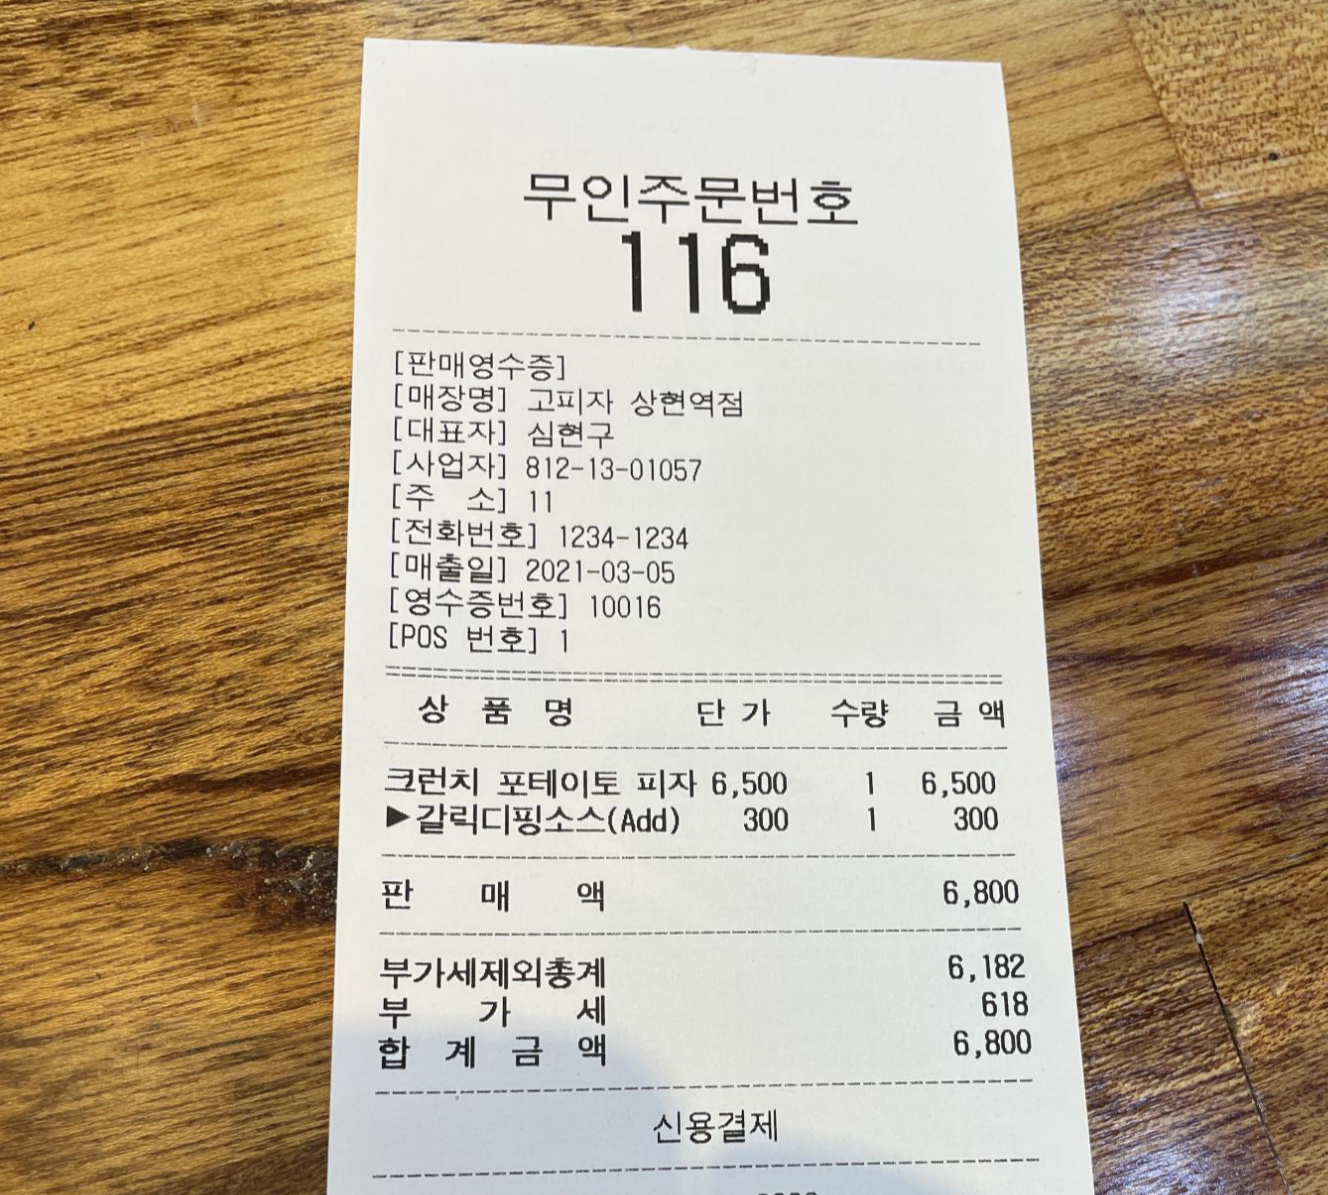 무인주문번호
116
[판매영수증]
[매장명] 고피자 상현역점
[대표자] 심현구
[사업자] 812-13-01057
[주 소] 11
[전화번호] 1234-1234
[매출일] 2021-03-05
[영수증번호] 10016
[POS 번호] 1
상 품 명 단 가 수량 금 액
크런치 포테이토 피자 6,500 1 6,500
▶갈릭디핑소스(Add) 300 1 300
판 매 액 6,800
부가세제외총계 6,182
부 가 세 618
합 계 금 액 6,800
신용결제